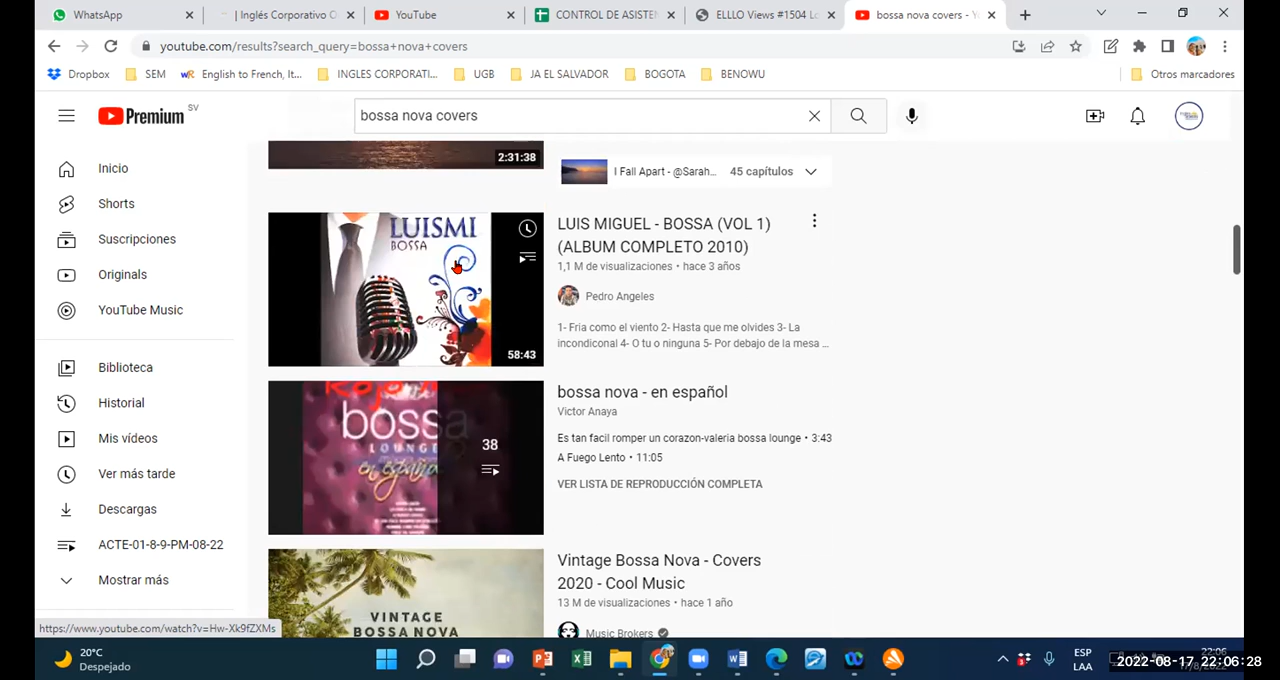 WhatsApp
| Inglés Corporativo O
YouTube
CONTROL DE ASISTEN
ELLLO Views #1504 Lo
bossa nova covers - Yo
youtube.com/results?search_query=bossa+nova+covers
Dropbox
SEM
English to French, It...
INGLES CORPORATI...
UGB
JA EL SALVADOR
BOGOTA
BENOWU
Otros marcadores
Premium
SV
bossa nova covers
Inicio
Shorts
Suscripciones
Originals
YouTube Music
Biblioteca
Historial
Mis vídeos
Ver más tarde
Descargas
ACTE-01-8-9-PM-08-22
Mostrar más
2:31:38
I Fall Apart - @Sarah...
45 capítulos
LUISMI
BOSSA
58:43
LUIS MIGUEL - BOSSA (VOL 1)
(ALBUM COMPLETO 2010)
1,1 M de visualizaciones • hace 3 años
Pedro Angeles
1- Fria como el viento 2- Hasta que me olvides 3- La
incondiconal 4- O tu o ninguna 5- Por debajo de la mesa ...
bossa
LOUNGE
en español
38
bossa nova - en español
Victor Anaya
Es tan facil romper un corazon-valeria bossa lounge • 3:43
A Fuego Lento • 11:05
VER LISTA DE REPRODUCCIÓN COMPLETA
VINTAGE
BOSSA NOVA
Vintage Bossa Nova - Covers
2020 - Cool Music
13 M de visualizaciones • hace 1 año
Music Brokers
https://www.youtube.com/watch?v=Hw-Xk9fZXMs
20°C
Despejado
ESP
LAA
22:06
2022-08-17, 22:06:28